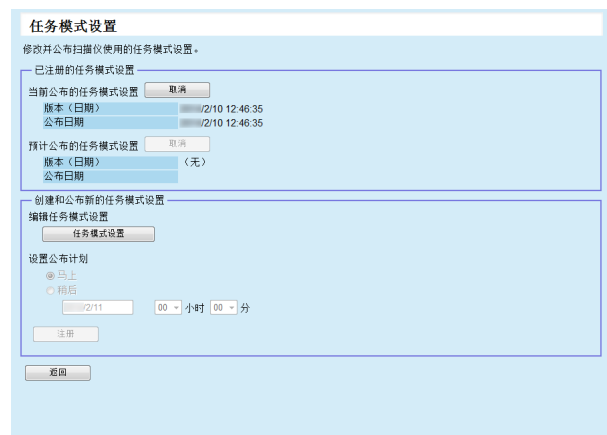 任务模式设置
修改并公布扫描仪使用的任务模式设置。
已注册的任务模式设置
当前公布的任务模式设置 取消
版本（日期） /2/10 12:46:35
公布日期 /2/10 12:46:35
预计公布的任务模式设置 取消
版本（日期） （无）
公布日期
创建和公布新的任务模式设置
编辑任务模式设置
任务模式设置
设置公布计划
马上
稍后
/2/11 00 小时 00 分
注册
返回